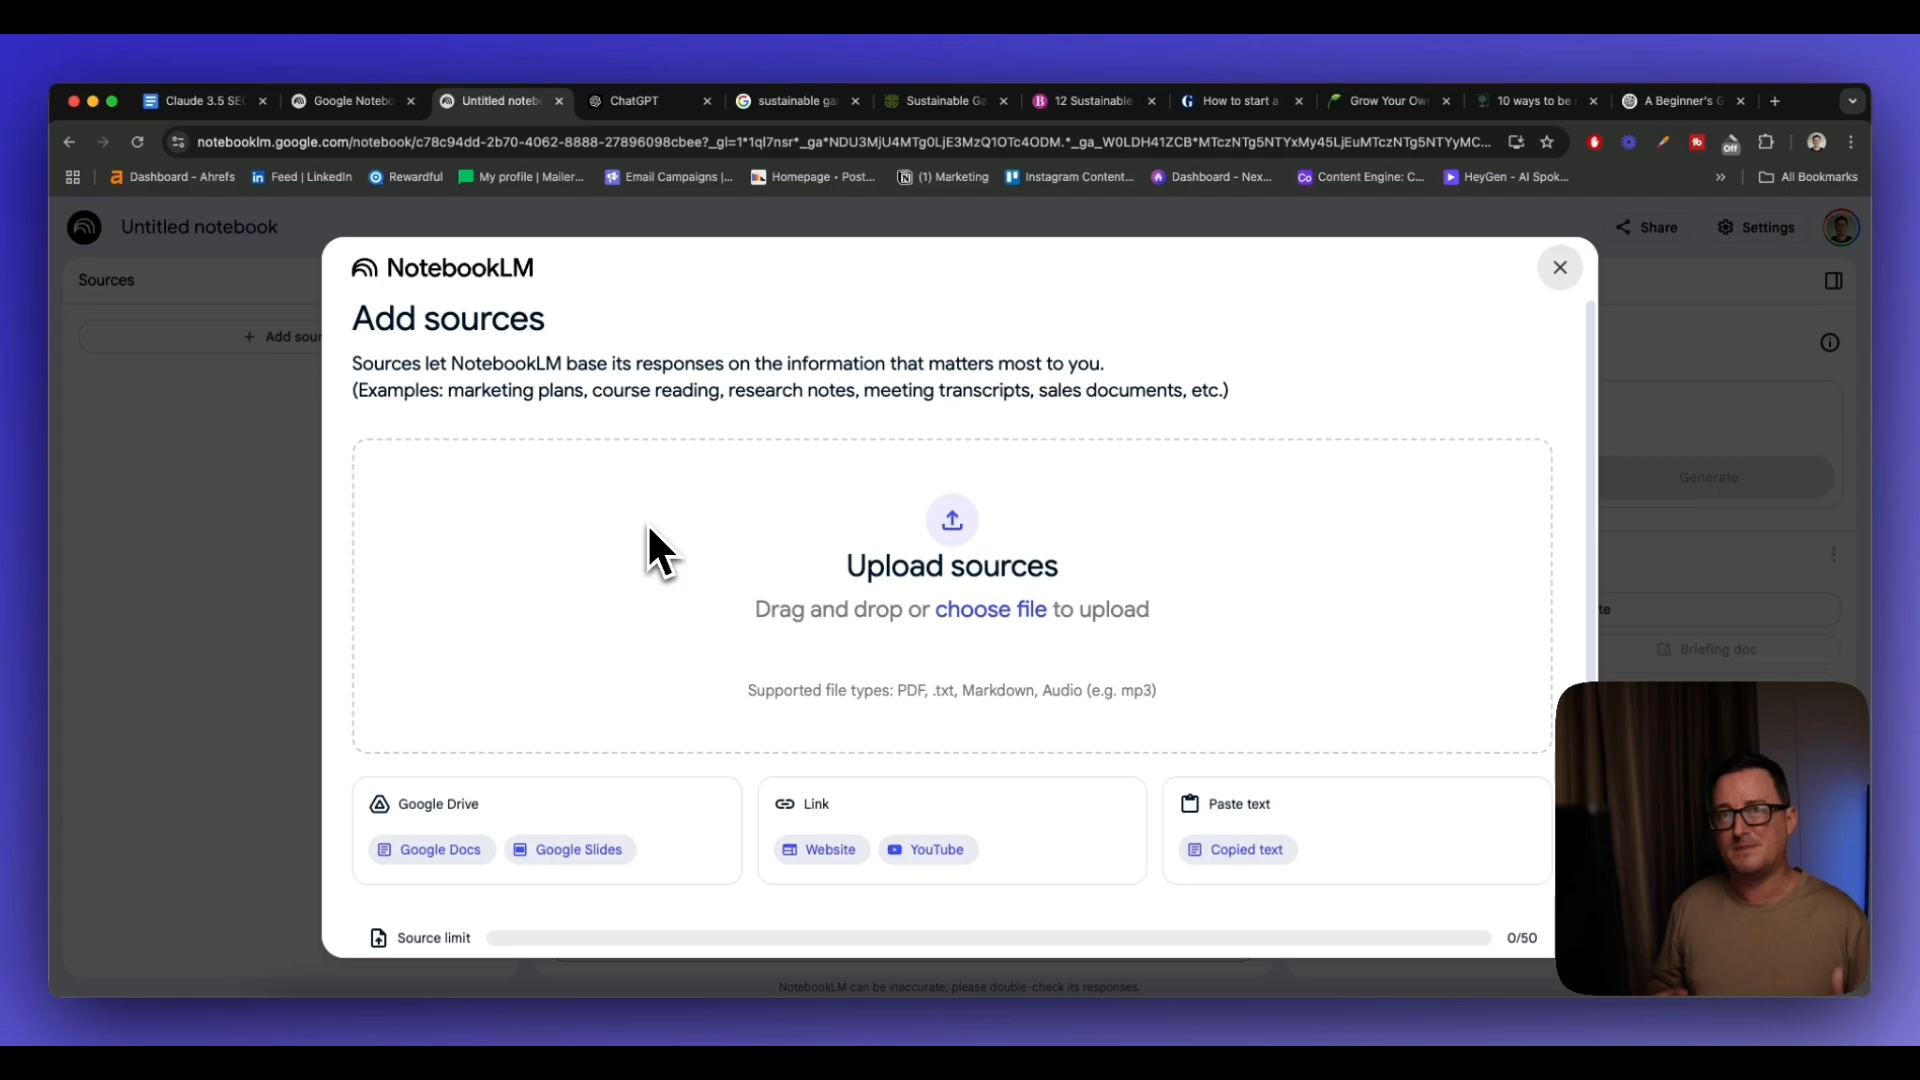 Claude 3.5 SE
Google Notebo
Untitled noteb
ChatGPT
sustainable ga
Sustainable Ga
12 Sustainable
How to start a
Grow Your Ow
10 ways to be
A Beginner's G
notebooklm.google.com/notebook/c78c94dd-2b70-4062-8888-27896098cbee?_gl=1*1ql7nsr*_ga*NDU3MjU4MTg0LjE3MzQ1OTc4ODM.*_ga_W0LDH41ZCB*MTczNTg5NTYxMy45LjEuMTczNTg5NTYyMC...
Off
Dashboard - Ahrefs
Feed | LinkedIn
Rewardful
My profile | Mailer...
Email Campaigns |...
Homepage • Post...
(1) Marketing
Instagram Content...
Dashboard - Nex...
Content Engine: C...
HeyGen - AI Spok...
All Bookmarks
Untitled notebook
Share
Settings
Sources
+ Add sour
NotebookLM
Add sources
Sources let NotebookLM base its responses on the information that matters most to you.
(Examples: marketing plans, course reading, research notes, meeting transcripts, sales documents, etc.)
Generate
Upload sources
Drag and drop or choose file to upload
te
Briefing doc
Supported file types: PDF, .txt, Markdown, Audio (e.g. mp3)
Google Drive
Link
Paste text
Google Docs
Google Slides
Website
YouTube
Copied text
Source limit
0/50
NotebookLM can be inaccurate; please double-check its responses.